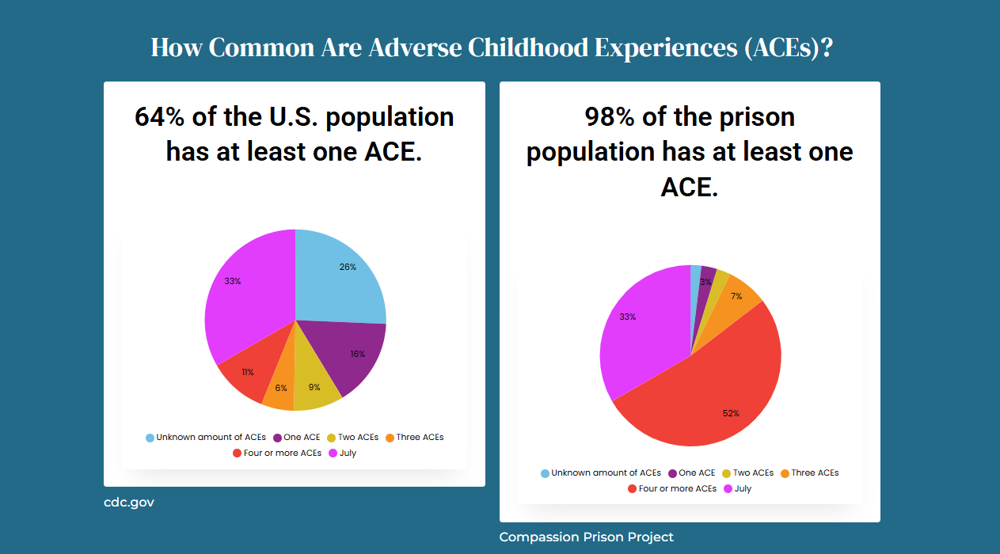 How Common Are Adverse Childhood Experiences (ACEs)?
64% of the U.S. population
has at least one ACE.
26%
33%
16%
11%
6%
9%
Unknown amount of ACEs One ACE Two ACEs Three ACEs
Four or more ACEs July
cdc.gov
98% of the prison
population has at least one
ACE.
3%
7%
33%
52%
Unknown amount of ACEs One ACE Two ACEs Three ACEs
Four or more ACEs July
Compassion Prison Project